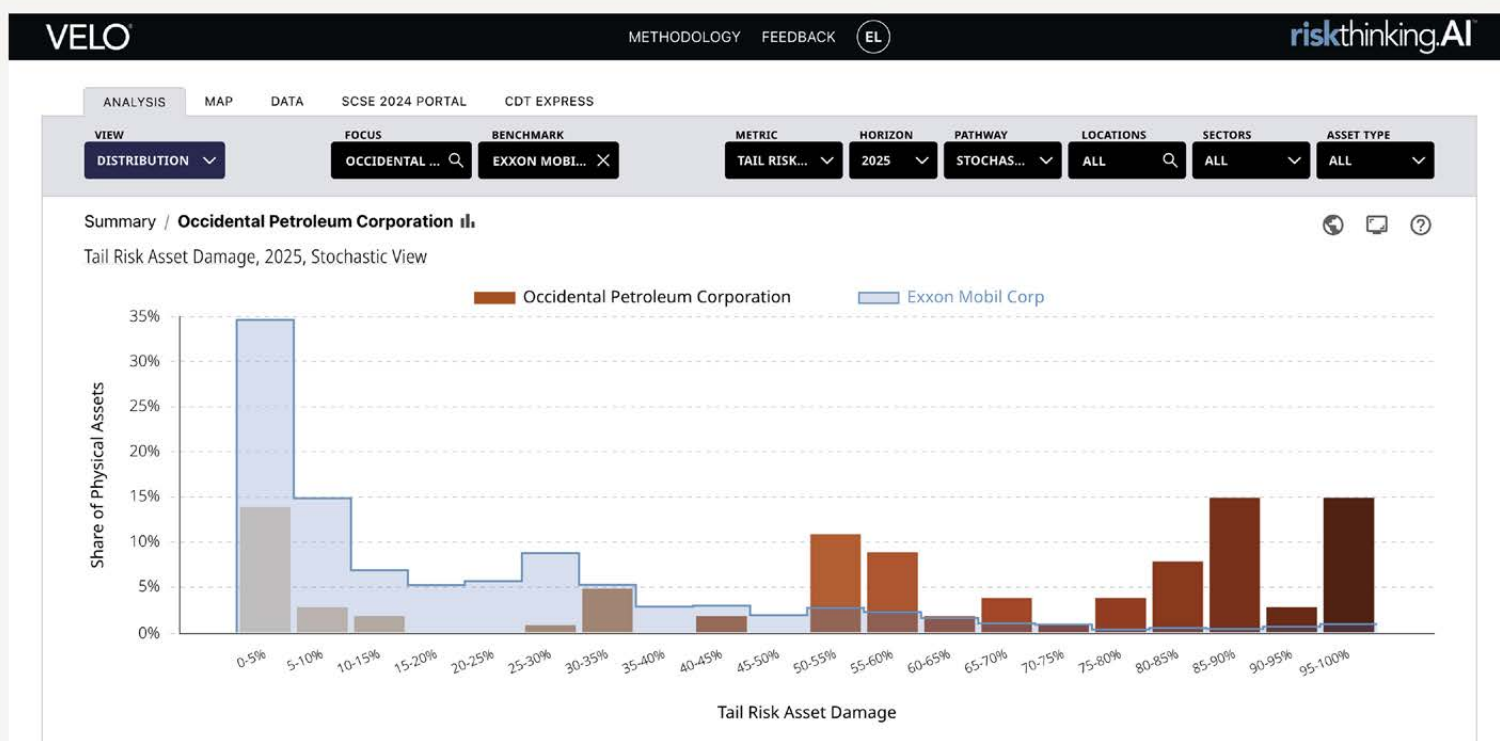 VELO®
METHODOLOGY FEEDBACK EL
riskthinking.AI™
ANALYSIS MAP DATA SCSE 2024 PORTAL CDT EXPRESS
VIEW FOCUS BENCHMARK METRIC HORIZON PATHWAY LOCATIONS SECTORS ASSET TYPE
DISTRIBUTION OCCIDENTAL ... EXXON MOBI... TAIL RISK... 2025 STOCHAS... ALL ALL ALL
Summary / Occidental Petroleum Corporation
Tail Risk Asset Damage, 2025, Stochastic View
Occidental Petroleum Corporation Exxon Mobil Corp
35%
30%
25%
20%
15%
10%
5%
0%
Share of Physical Assets
0-5% 5-10% 10-15% 15-20% 20-25% 25-30% 30-35% 35-40% 40-45% 45-50% 50-55% 55-60% 60-65% 65-70% 70-75% 75-80% 80-85% 85-90% 90-95% 95-100%
Tail Risk Asset Damage